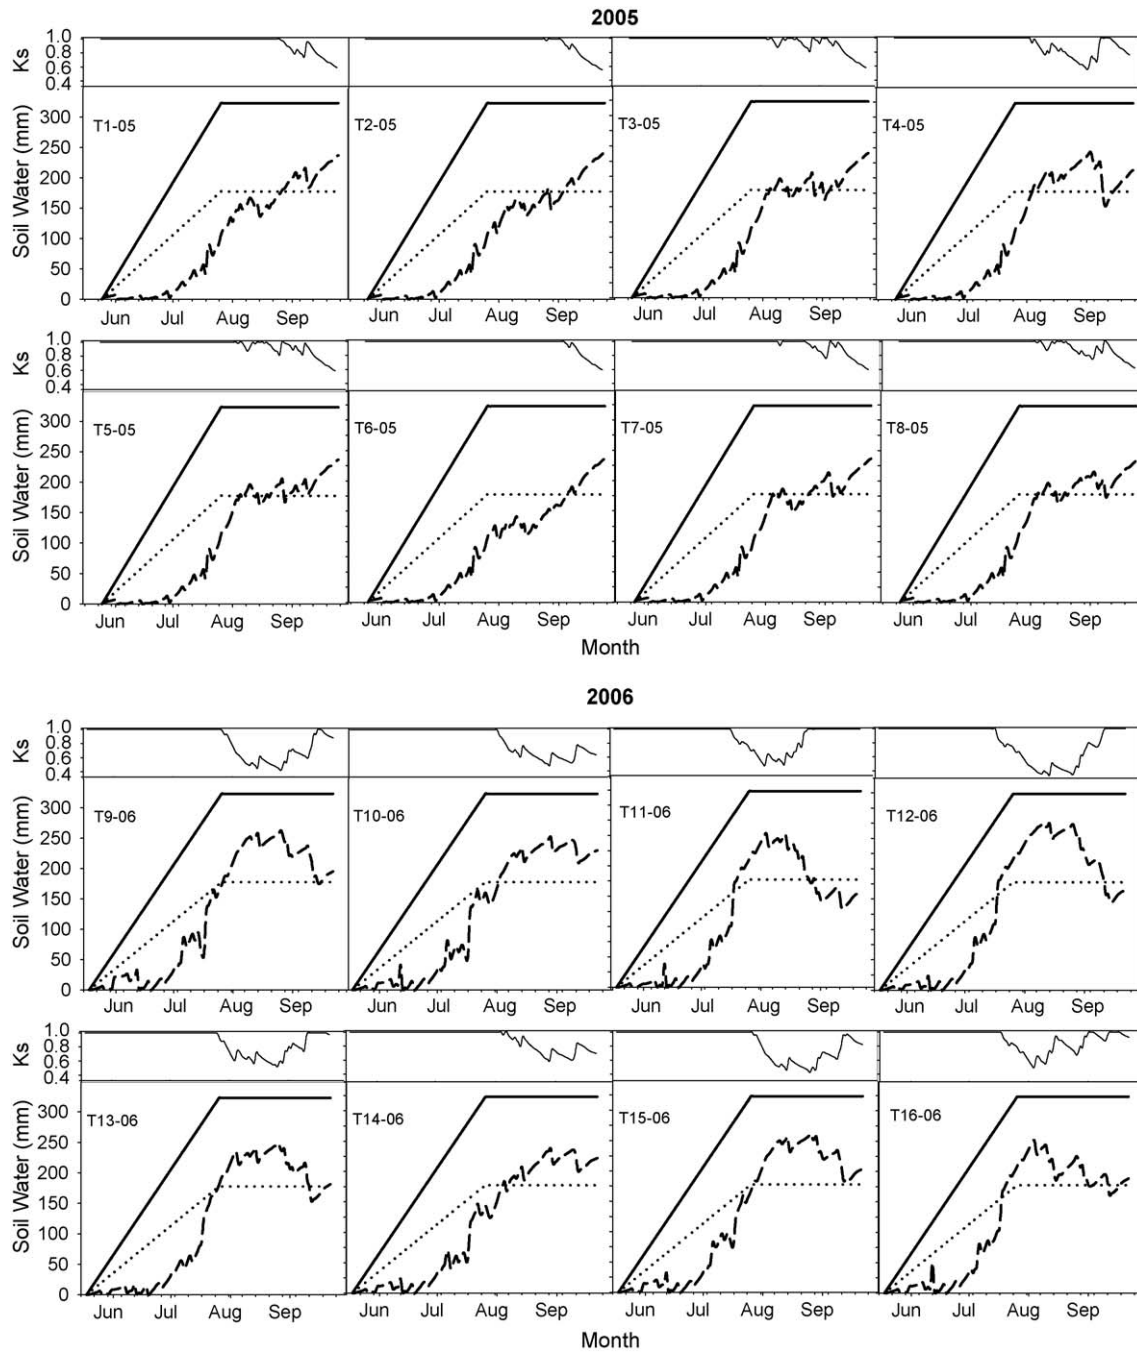 2005
Ks
1.0
0.8
0.6
0.4
Soil Water (mm)
300
250
200
150
100
50
0
T1-05
T2-05
T3-05
T4-05
Jun Jul Aug Sep Jun Jul Aug Sep Jun Jul Aug Sep Jun Jul Aug Sep
Ks
1.0
0.8
0.6
0.4
Soil Water (mm)
300
250
200
150
100
50
0
T5-05
T6-05
T7-05
T8-05
Jun Jul Aug Sep Jun Jul Aug Sep Jun Jul Aug Sep Jun Jul Aug Sep
Month
2006
Ks
1.0
0.8
0.6
0.4
Soil Water (mm)
300
250
200
150
100
50
0
T9-06
T10-06
T11-06
T12-06
Jun Jul Aug Sep Jun Jul Aug Sep Jun Jul Aug Sep Jun Jul Aug Sep
Ks
1.0
0.8
0.6
0.4
Soil Water (mm)
300
250
200
150
100
50
0
T13-06
T14-06
T15-06
T16-06
Jun Jul Aug Sep Jun Jul Aug Sep Jun Jul Aug Sep Jun Jul Aug Sep
Month